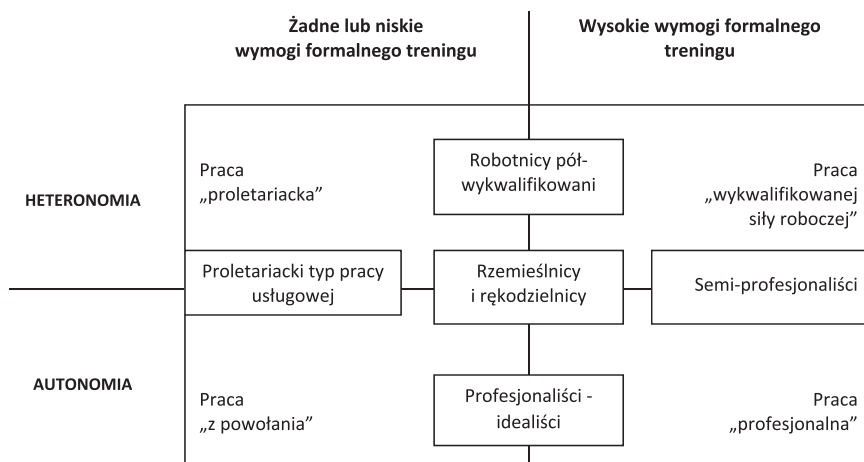 Żadne lub niskie
wymogi formalnego treningu
Wysokie wymogi formalnego
treningu
HETERONOMIA
Praca
„proletariacka”
Robotnicy pół-
wykwalifikowani
Praca
„wykwalifikowanej
siły roboczej”
Proletariacki typ pracy
usługowej
Rzemieślnicy
i rękodzielnicy
Semi-profesjonaliści
AUTONOMIA
Praca
„z powołania”
Profesjonaliści -
idealiści
Praca
„profesjonalna”